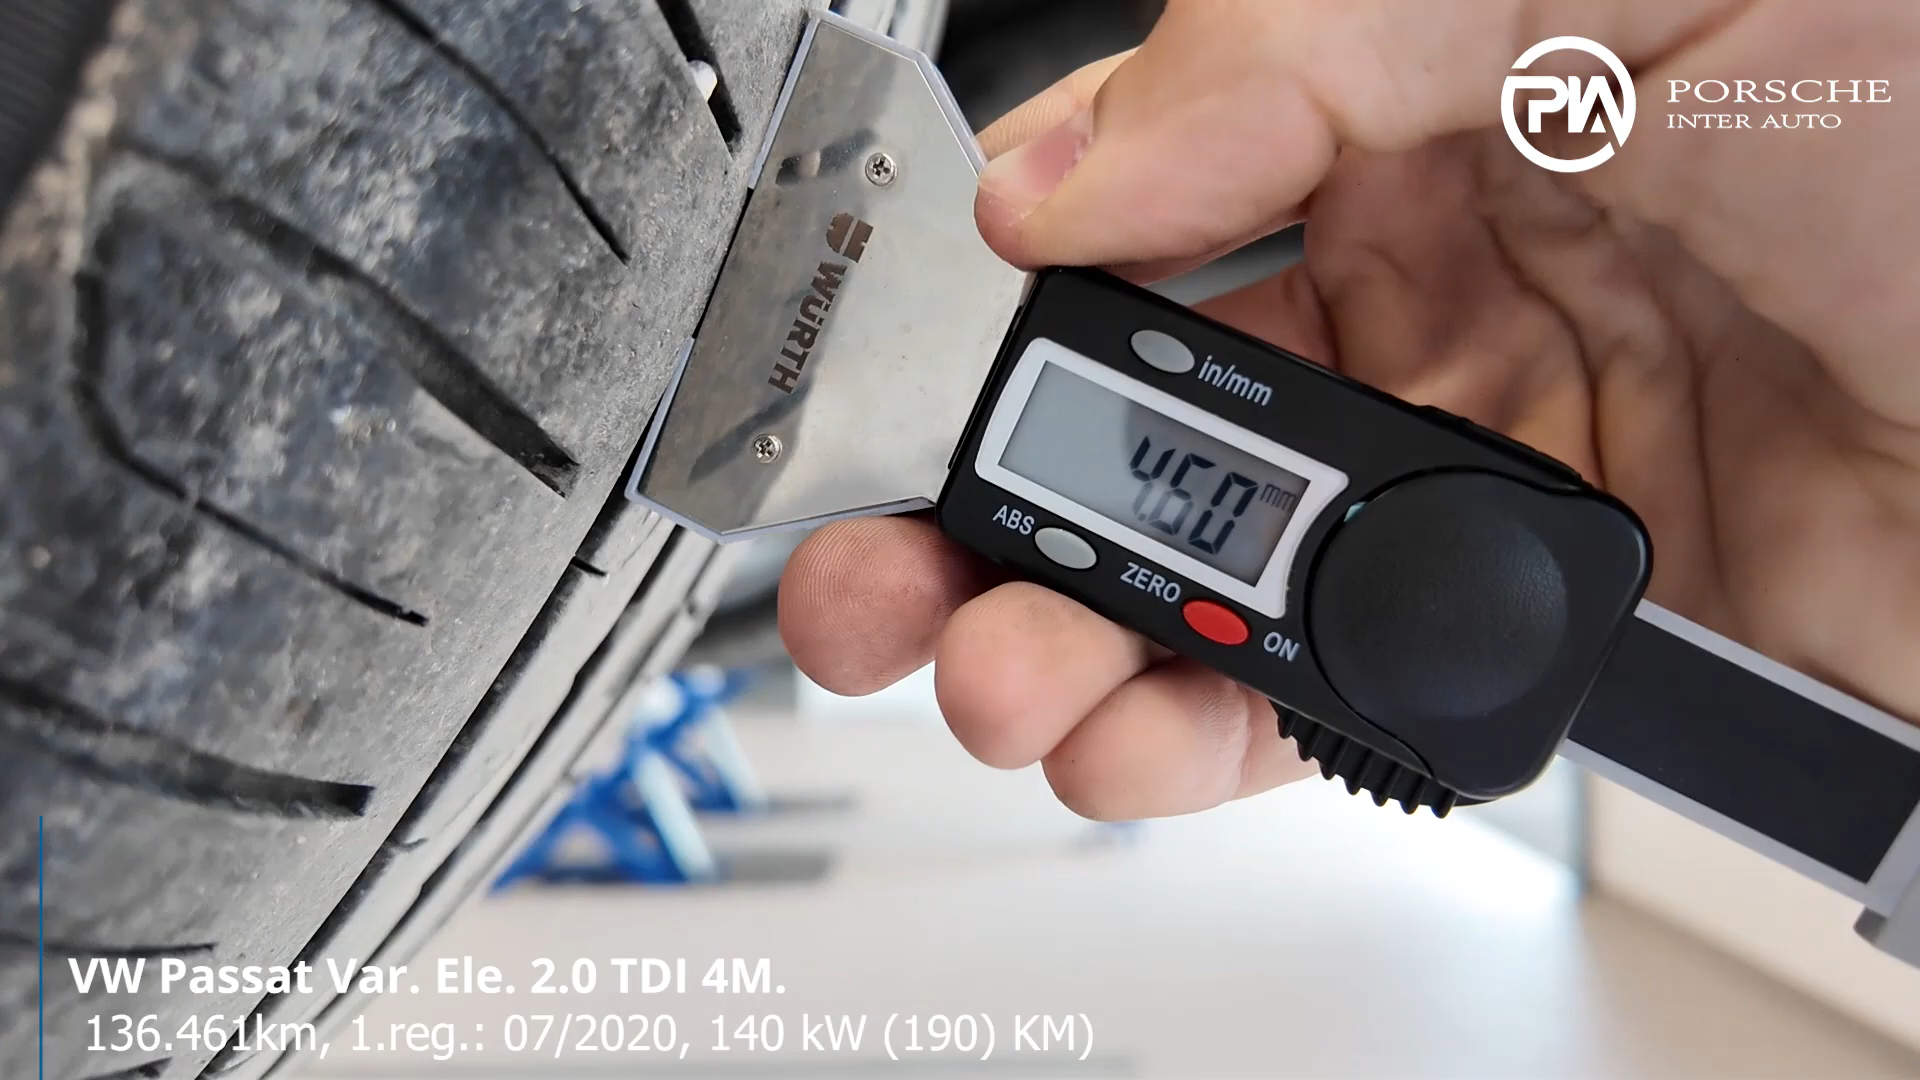 PIA
PORSCHE
INTER AUTO
WÜRTH
in/mm
4.60 mm
ABS
ZERO
ON
VW Passat Var. Ele. 2.0 TDI 4M.
136.461km, 1.reg.: 07/2020, 140 kW (190) KM)